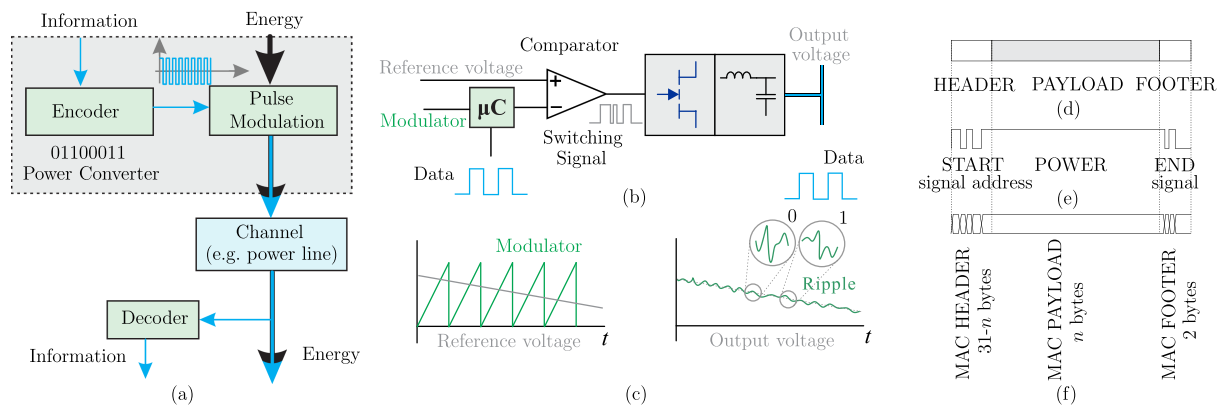 Information
Energy
Encoder
Pulse
Modulation
01100011
Power Converter
Channel
(e.g. power line)
Decoder
Information
Energy
(a)
Comparator
Output
voltage
Reference voltage
+
−
µC
Modulator
Switching
Signal
Data
Data
(b)
0 1
Modulator
Ripple
t
t
Reference voltage
Output voltage
(c)
HEADER PAYLOAD FOOTER
(d)
START POWER END
signal address signal
(e)
MAC HEADER
31-n bytes
MAC PAYLOAD
n bytes
MAC FOOTER
2 bytes
(f)